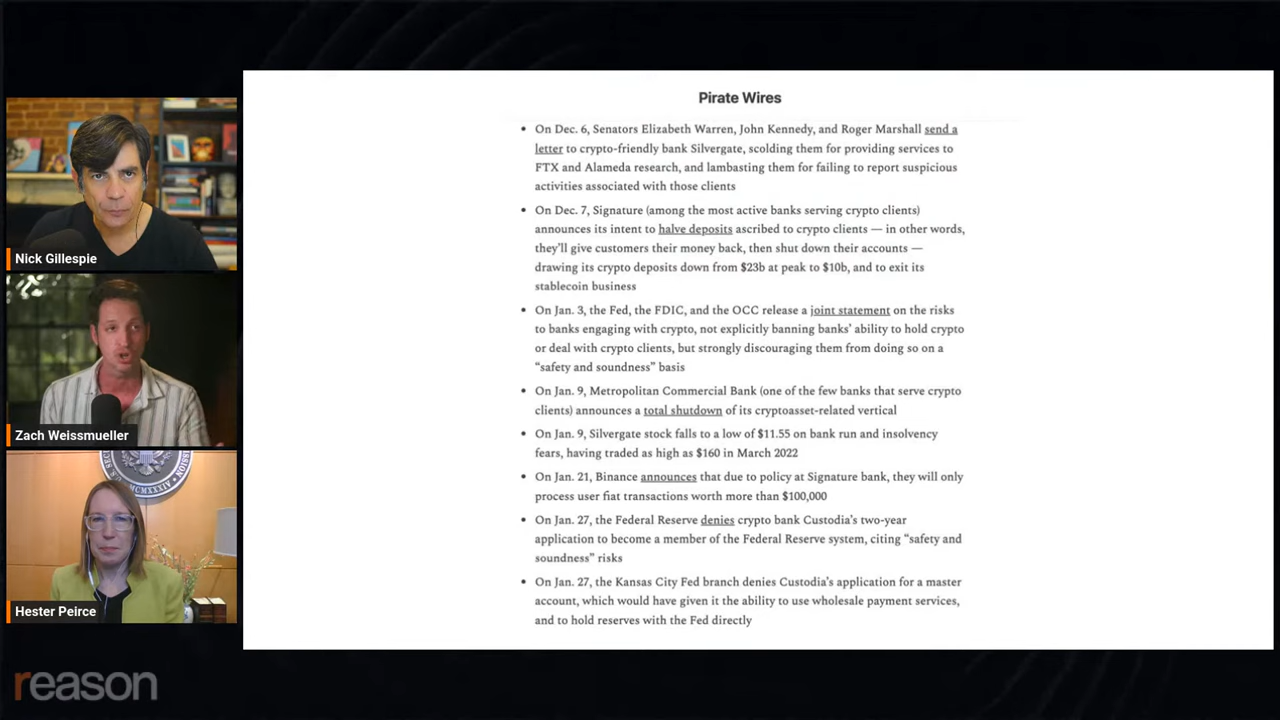 Pirate Wires
• On Dec. 6, Senators Elizabeth Warren, John Kennedy, and Roger Marshall send a
letter to crypto-friendly bank Silvergate, scolding them for providing services to
FTX and Alameda research, and lambasting them for failing to report suspicious
activities associated with those clients
• On Dec. 7, Signature (among the most active banks serving crypto clients)
announces its intent to halve deposits ascribed to crypto clients — in other words,
they’ll give customers their money back, then shut down their accounts —
drawing its crypto deposits down from $23b at peak to $10b, and to exit its
stablecoin business
• On Jan. 3, the Fed, the FDIC, and the OCC release a joint statement on the risks
to banks engaging with crypto, not explicitly banning banks’ ability to hold crypto
or deal with crypto clients, but strongly discouraging them from doing so on a
“safety and soundness” basis
• On Jan. 9, Metropolitan Commercial Bank (one of the few banks that serve crypto
clients) announces a total shutdown of its cryptoasset-related vertical
• On Jan. 9, Silvergate stock falls to a low of $11.55 on bank run and insolvency
fears, having traded as high as $160 in March 2022
• On Jan. 21, Binance announces that due to policy at Signature bank, they will only
process user fiat transactions worth more than $100,000
• On Jan. 27, the Federal Reserve denies crypto bank Custodia’s two-year
application to become a member of the Federal Reserve system, citing “safety and
soundness” risks
• On Jan. 27, the Kansas City Fed branch denies Custodia’s application for a master
account, which would have given it the ability to use wholesale payment services,
and to hold reserves with the Fed directly
Nick Gillespie
Zach Weissmueller
MCMXXXIV
Hester Peirce
reason